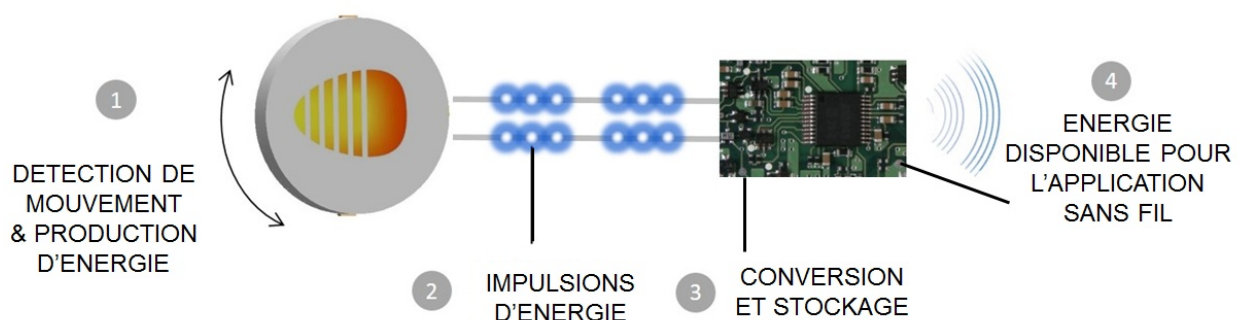 1
DETECTION DE
MOUVEMENT
& PRODUCTION
D'ENERGIE
2
IMPULSIONS
D'ENERGIE
3
CONVERSION
ET STOCKAGE
4
ENERGIE
DISPONIBLE POUR
L'APPLICATION
SANS FIL